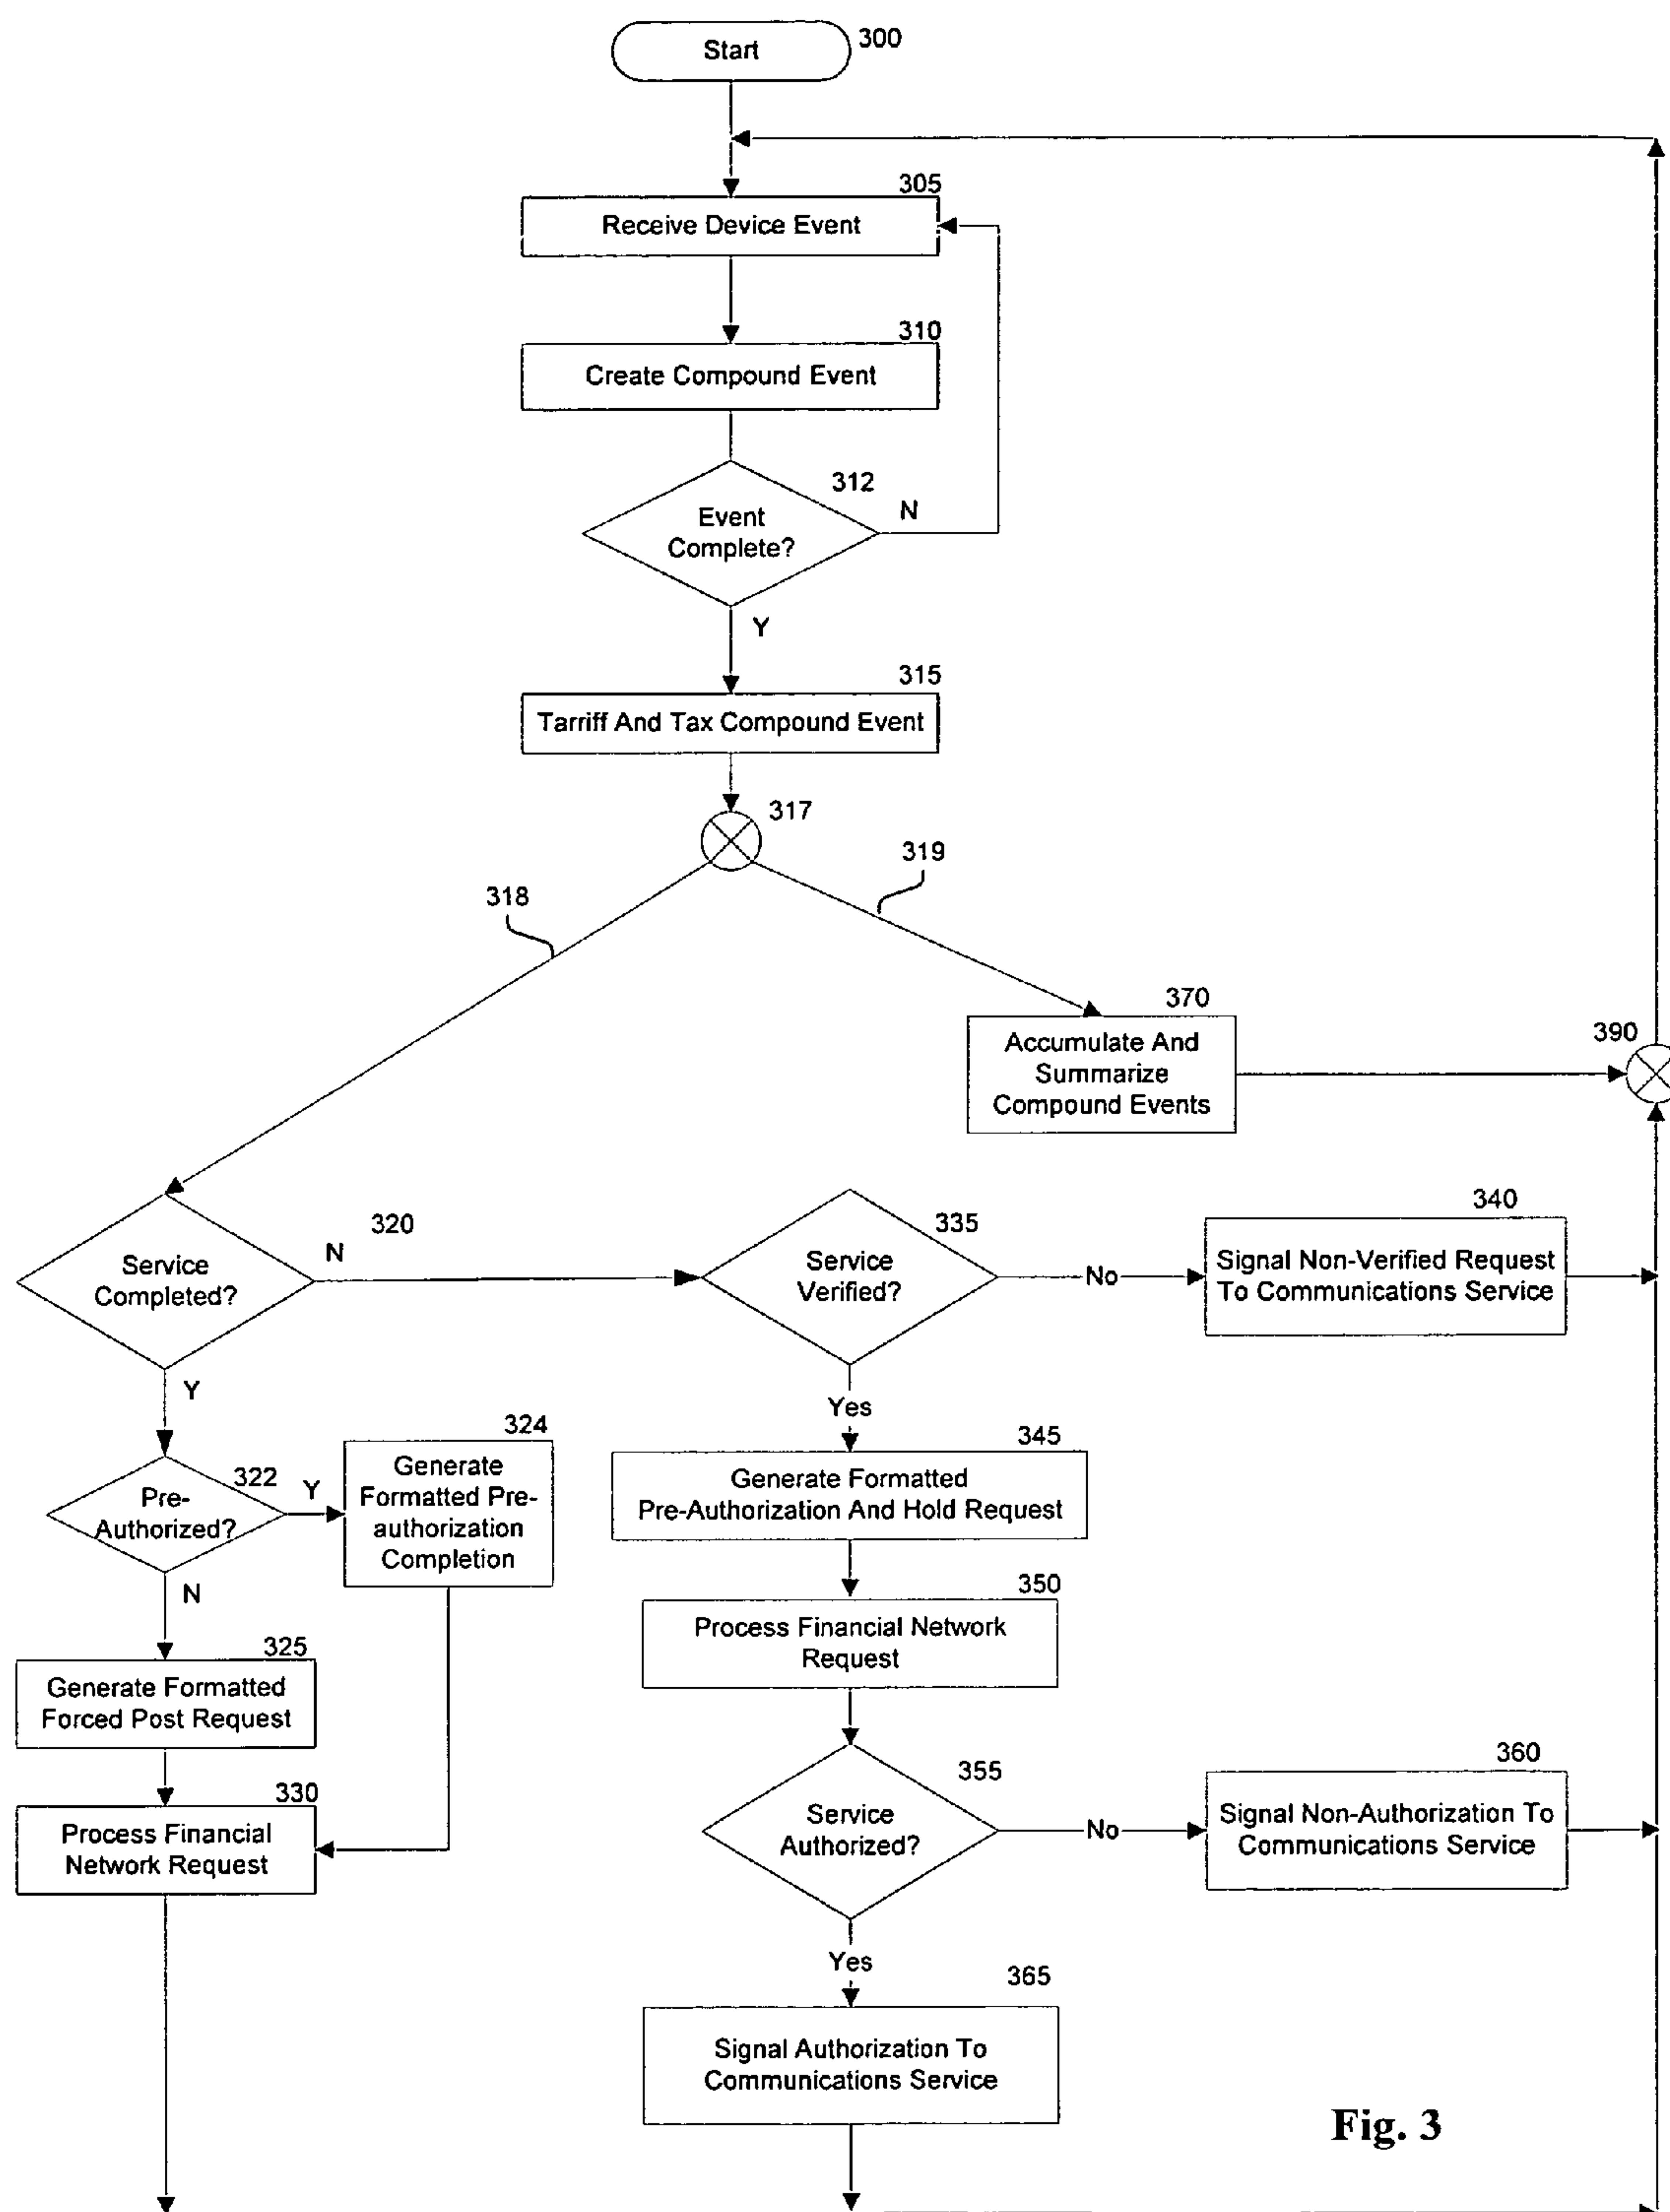 Start
300
305
Receive Device Event
310
Create Compound Event
312
N
Event
Complete?
Y
315
Tarriff And Tax Compound Event
317
319
318
370
Accumulate And
Summarize
Compound Events
390
320
N
Service
Completed?
335
Service
Verified?
No
340
Signal Non-Verified Request
To Communications Service
Y
Yes
322
Pre-
Authorized?
Y
324
Generate
Formatted Pre-
authorization
Completion
345
Generate Formatted
Pre-Authorization And Hold Request
N
350
Process Financial Network
Request
325
Generate Formatted
Forced Post Request
330
Process Financial
Network Request
355
Service
Authorized?
No
360
Signal Non-Authorization To
Communications Service
Yes
365
Signal Authorization To
Communications Service
Fig. 3